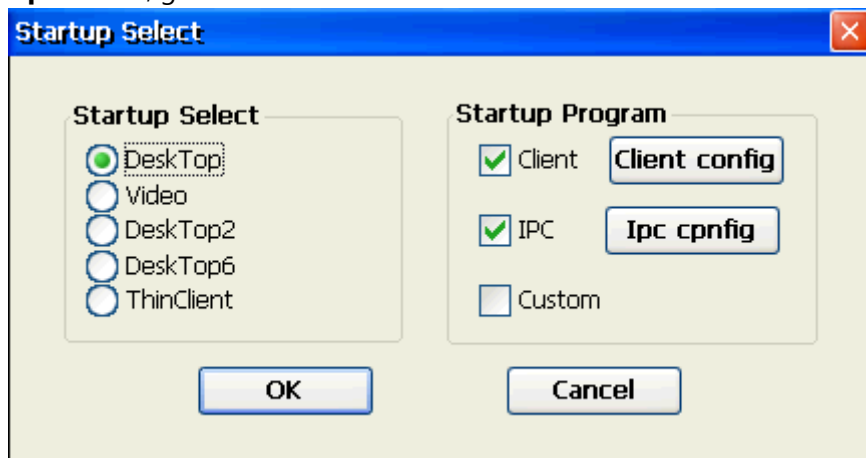 Startup Select
Startup Select
DeskTop
Video
DeskTop2
DeskTop6
ThinClient
Startup Program
Client Client config
IPC Ipc cpnfig
Custom
OK Cancel